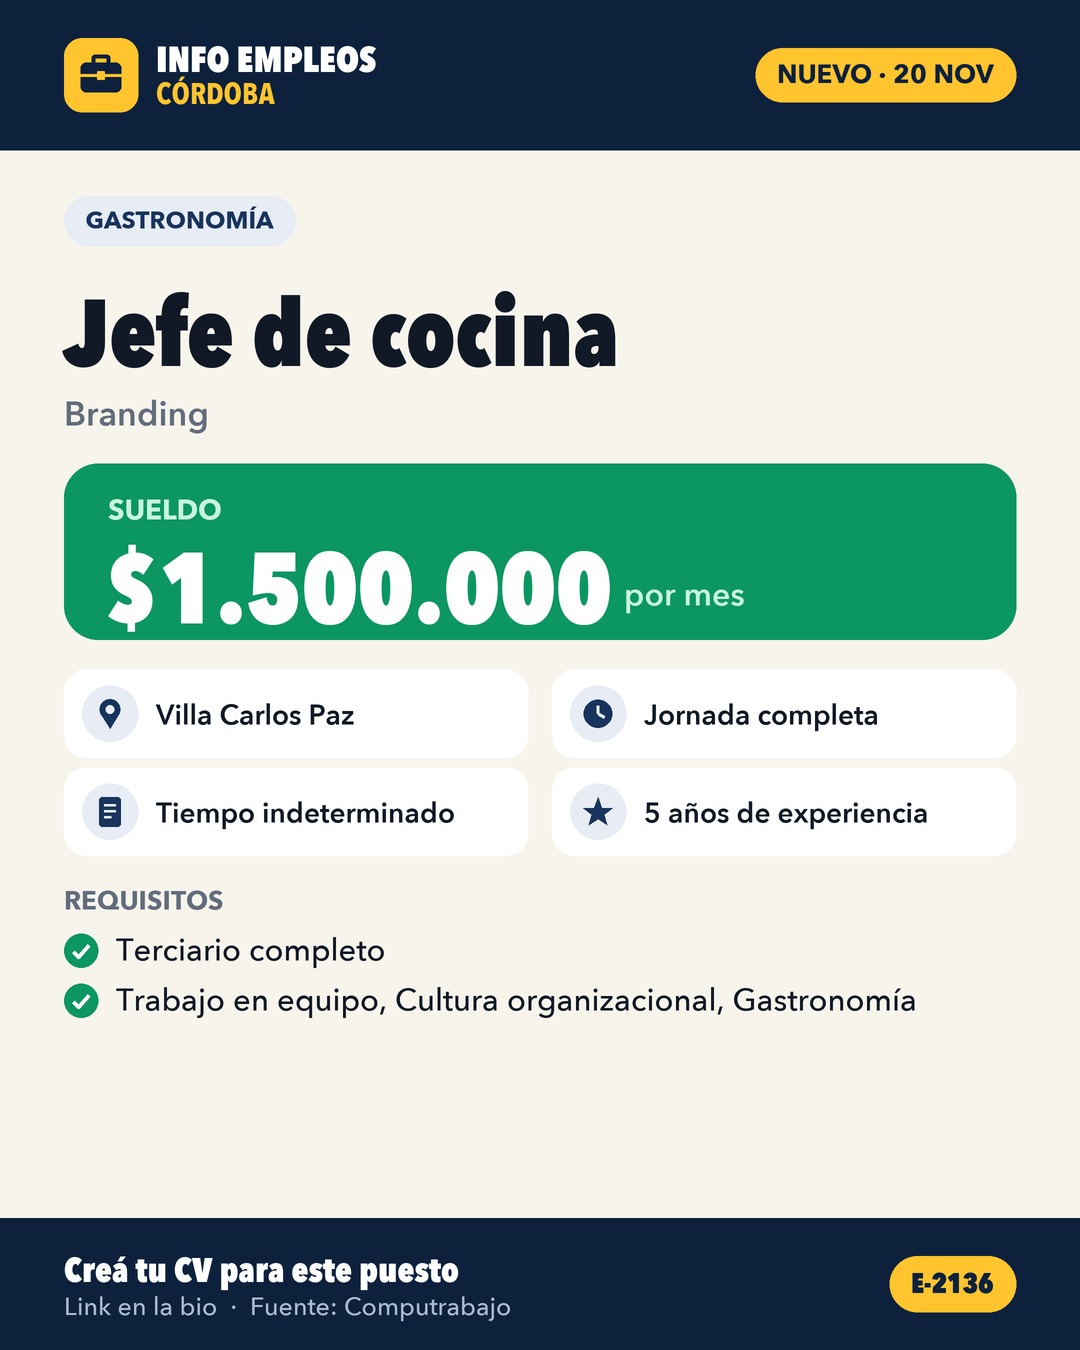 INFO EMPLEOS
CÓRDOBA
NUEVO · 20 NOV
GASTRONOMÍA
Jefe de cocina
Branding
SUELDO
$1.500.000 por mes
Villa Carlos Paz
Jornada completa
Tiempo indeterminado
5 años de experiencia
REQUISITOS
Terciario completo
Trabajo en equipo, Cultura organizacional, Gastronomía
Creá tu CV para este puesto
Link en la bio · Fuente: Computrabajo
E-2136